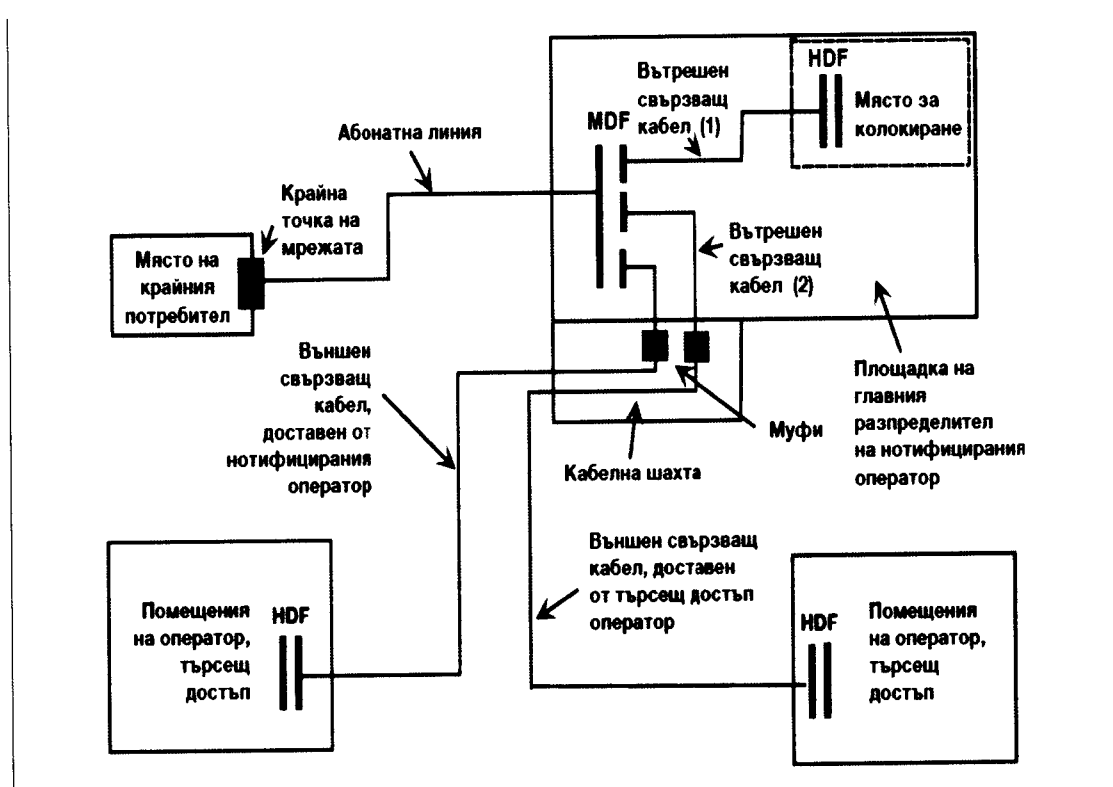 HDF
Място за
колокиране
Вътрешен
свързващ
кабел (1)
MDF
Абонатна линия
Крайна
точка на
мрежата
Място на
крайния
потребител
Вътрешен
свързващ
кабел (2)
Външен
свързващ
кабел,
доставен от
нотифицирания
оператор
Муфи
Кабелна шахта
Площадка на
главния
разпределител
на нотифицирания
оператор
Външен свързващ
кабел, доставен
от търсещ достъп
оператор
Помещения
на оператор,
търсещ
достъп
HDF
HDF
Помещения
на оператор,
търсещ
достъп